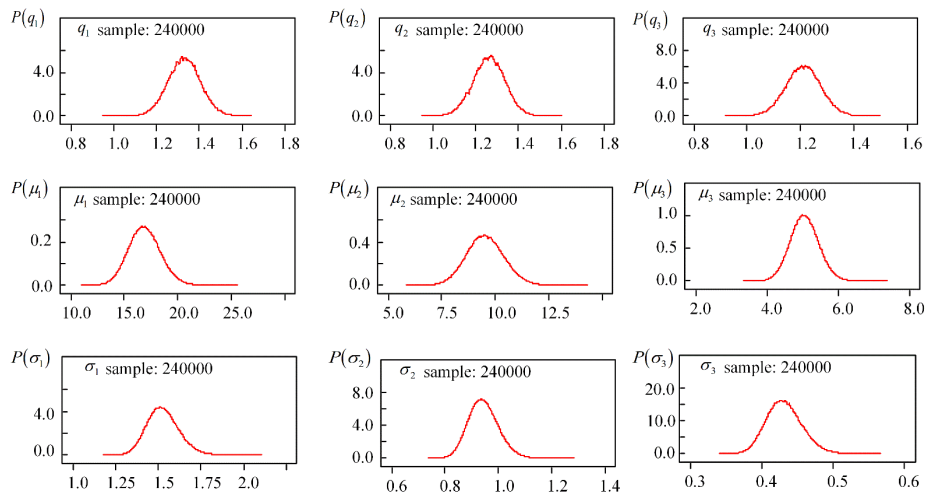 P(q₁) q₁ sample: 240000
4.0
0.0
0.8 1.0 1.2 1.4 1.6 1.8
P(q₂) q₂ sample: 240000
4.0
0.0
0.8 1.0 1.2 1.4 1.6 1.8
P(q₃) q₃ sample: 240000
8.0
4.0
0.0
0.8 1.0 1.2 1.4 1.6
P(μ₁) μ₁ sample: 240000
0.2
0.0
10.0 15.0 20.0 25.0
P(μ₂) μ₂ sample: 240000
0.4
0.0
5.0 7.5 10.0 12.5
P(μ₃) μ₃ sample: 240000
1.0
0.5
0.0
2.0 4.0 6.0 8.0
P(σ₁) σ₁ sample: 240000
4.0
0.0
1.0 1.25 1.5 1.75 2.0
P(σ₂) σ₂ sample: 240000
8.0
4.0
0.0
0.6 0.8 1.0 1.2 1.4
P(σ₃) σ₃ sample: 240000
20.0
10.0
0.0
0.3 0.4 0.5 0.6